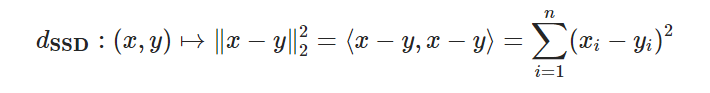 d_SSD : (x, y) ↦ ‖x − y‖₂² = ⟨x − y, x − y⟩ = ∑_{i=1}^{n} (x_i − y_i)²